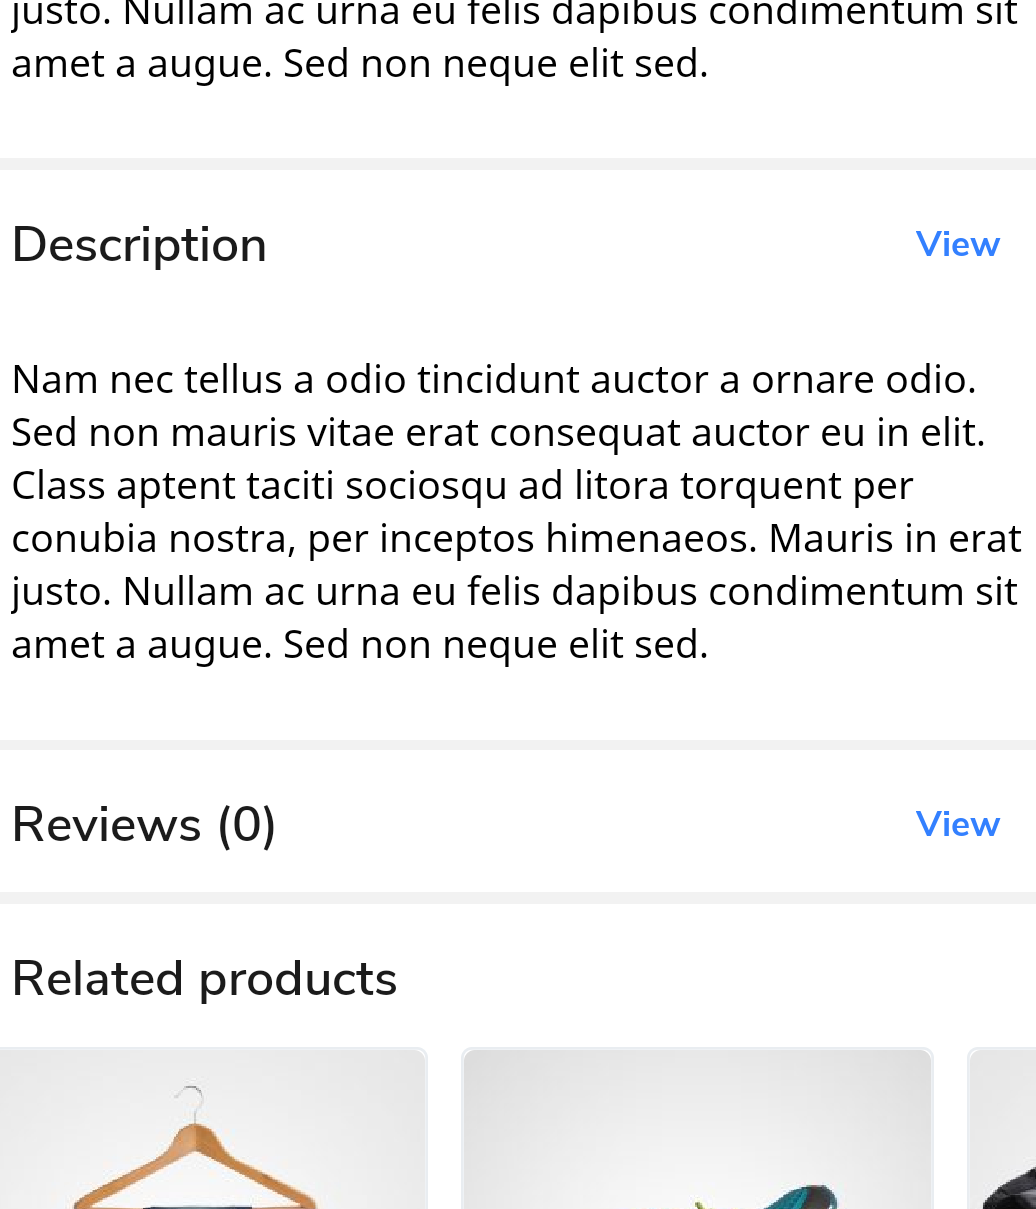 justo. Nullam ac urna eu felis dapibus condimentum sit
amet a augue. Sed non neque elit sed.
Description
View
Nam nec tellus a odio tincidunt auctor a ornare odio.
Sed non mauris vitae erat consequat auctor eu in elit.
Class aptent taciti sociosqu ad litora torquent per
conubia nostra, per inceptos himenaeos. Mauris in erat
justo. Nullam ac urna eu felis dapibus condimentum sit
amet a augue. Sed non neque elit sed.
Reviews (0)
View
Related products